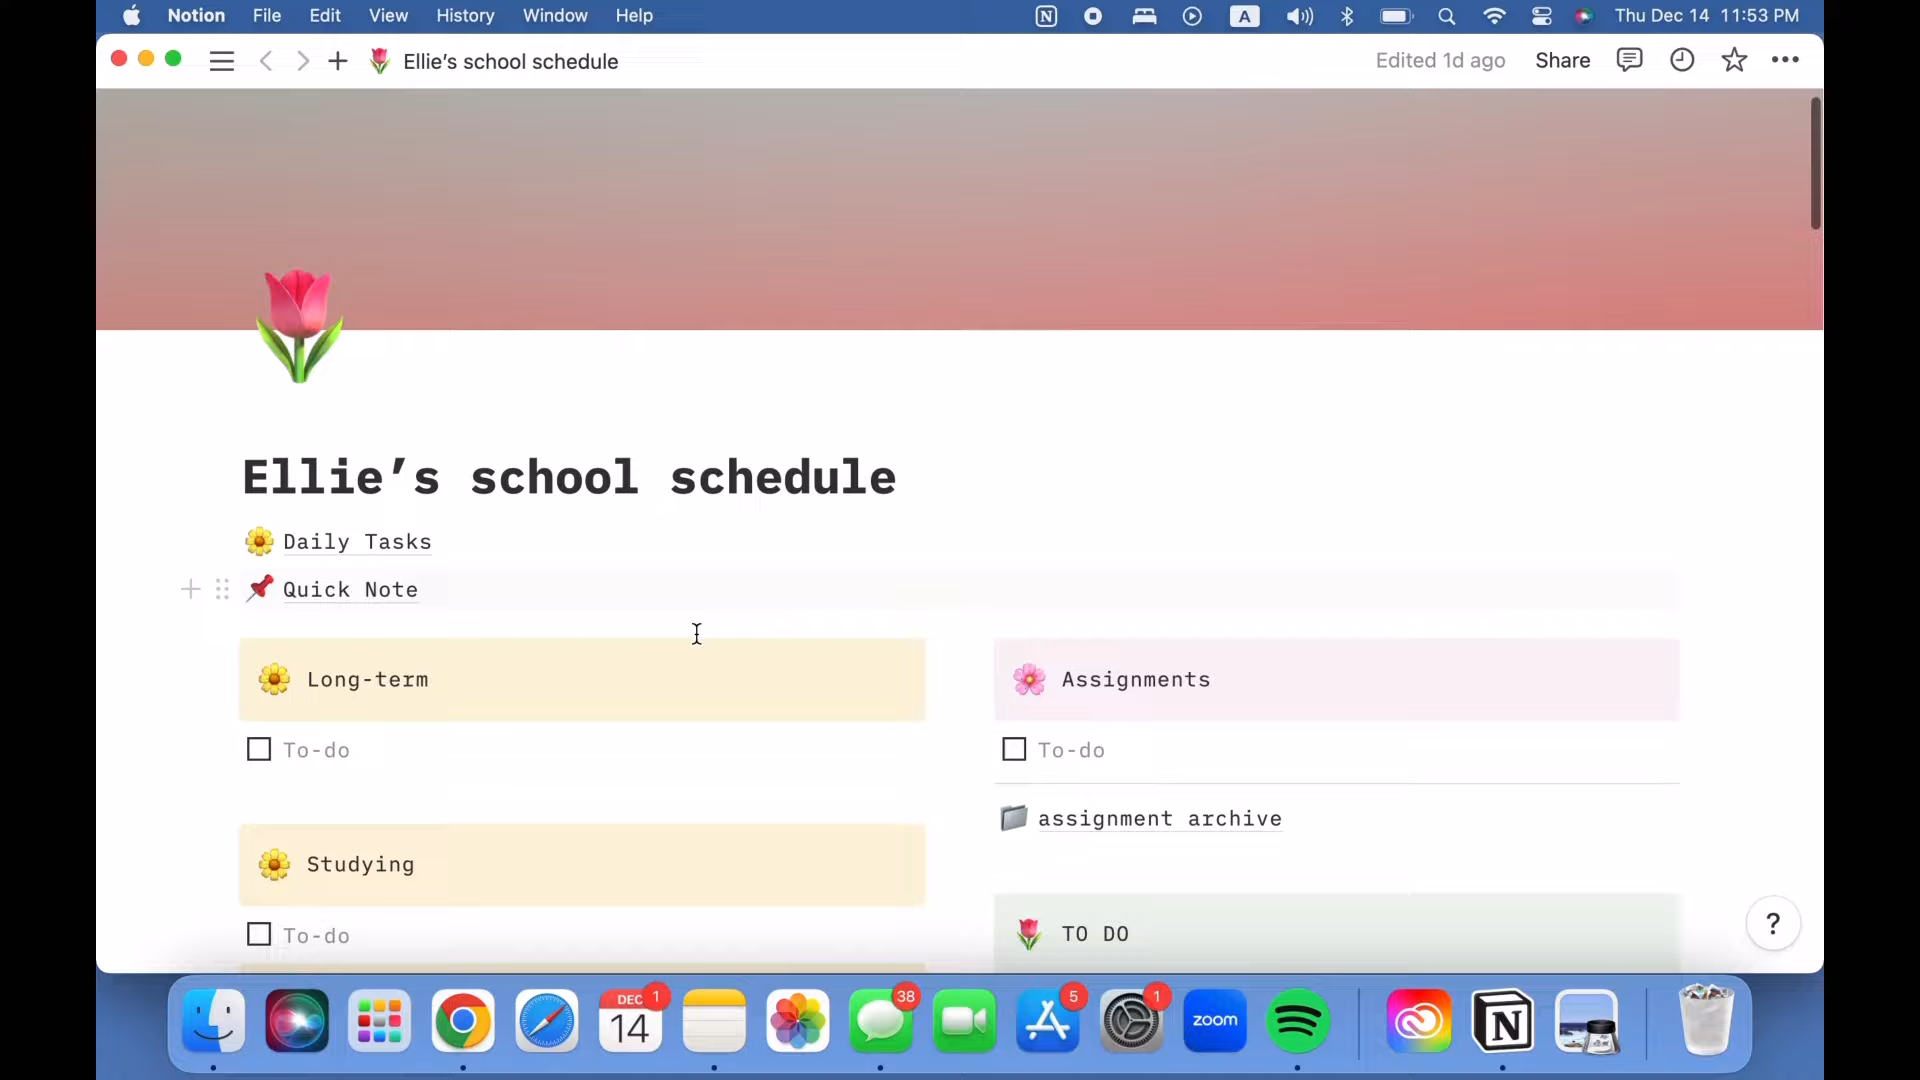 Notion File Edit View History Window Help A Thu Dec 14 11:53 PM
Ellie's school schedule Edited 1d ago Share
Ellie’s school schedule
Daily Tasks
Quick Note
Long-term
To-do
Studying
To-do
Assignments
To-do
assignment archive
TO DO
?
DEC 14 1
38
5
1
zoom
N